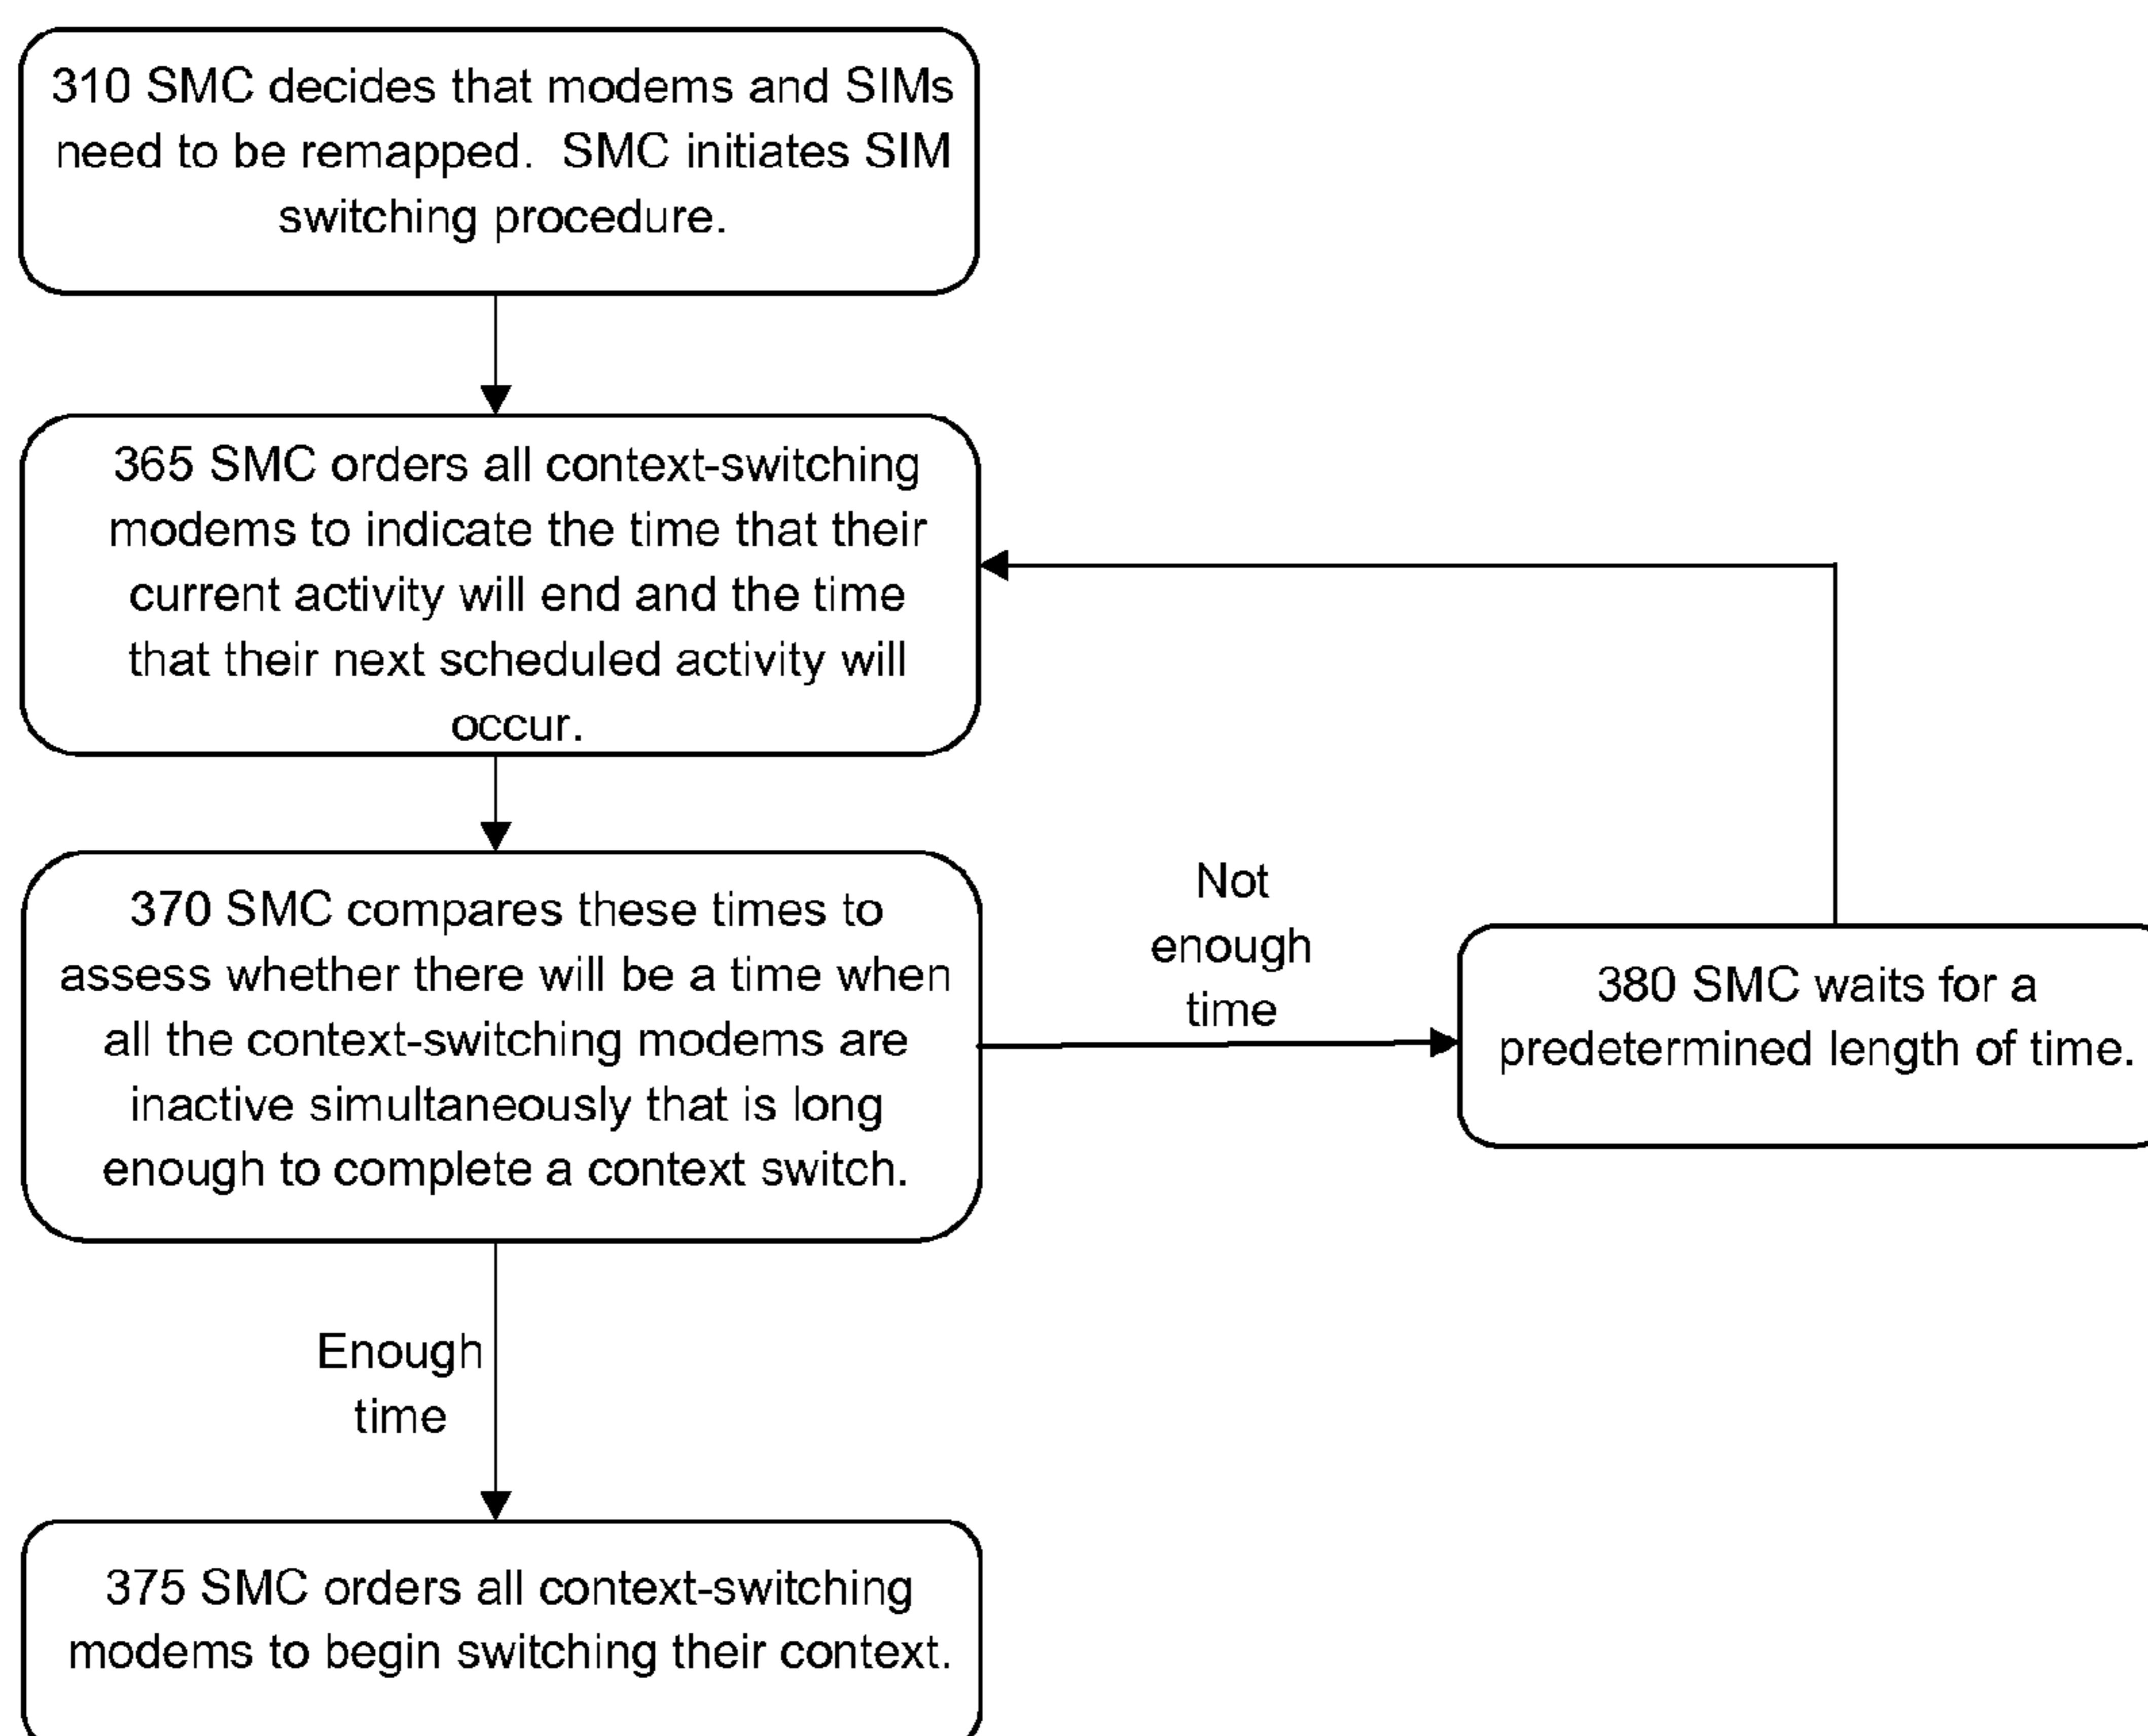 310 SMC decides that modems and SIMs
need to be remapped.  SMC initiates SIM
switching procedure.
365 SMC orders all context-switching
modems to indicate the time that their
current activity will end and the time
that their next scheduled activity will
occur.
370 SMC compares these times to
assess whether there will be a time when
all the context-switching modems are
inactive simultaneously that is long
enough to complete a context switch.
Not
enough
time
380 SMC waits for a
predetermined length of time.
Enough
time
375 SMC orders all context-switching
modems to begin switching their context.